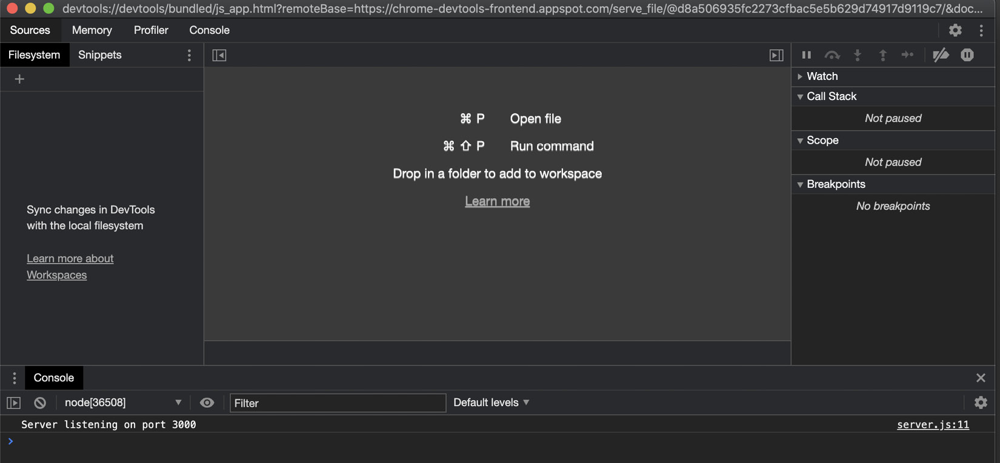 devtools://devtools/bundled/js_app.html?remoteBase=https://chrome-devtools-frontend.appspot.com/serve_file/@d8a506935fc2273cfbac5e5b629d74917d9119c7/&doc...
Sources Memory Profiler Console
Filesystem Snippets
Watch
Call Stack
Not paused
Scope
Not paused
Breakpoints
No breakpoints
⌘ P Open file
⌘ ⇧ P Run command
Drop in a folder to add to workspace
Learn more
Sync changes in DevTools
with the local filesystem
Learn more about
Workspaces
Console
node[36508] Filter Default levels
Server listening on port 3000 server.js:11